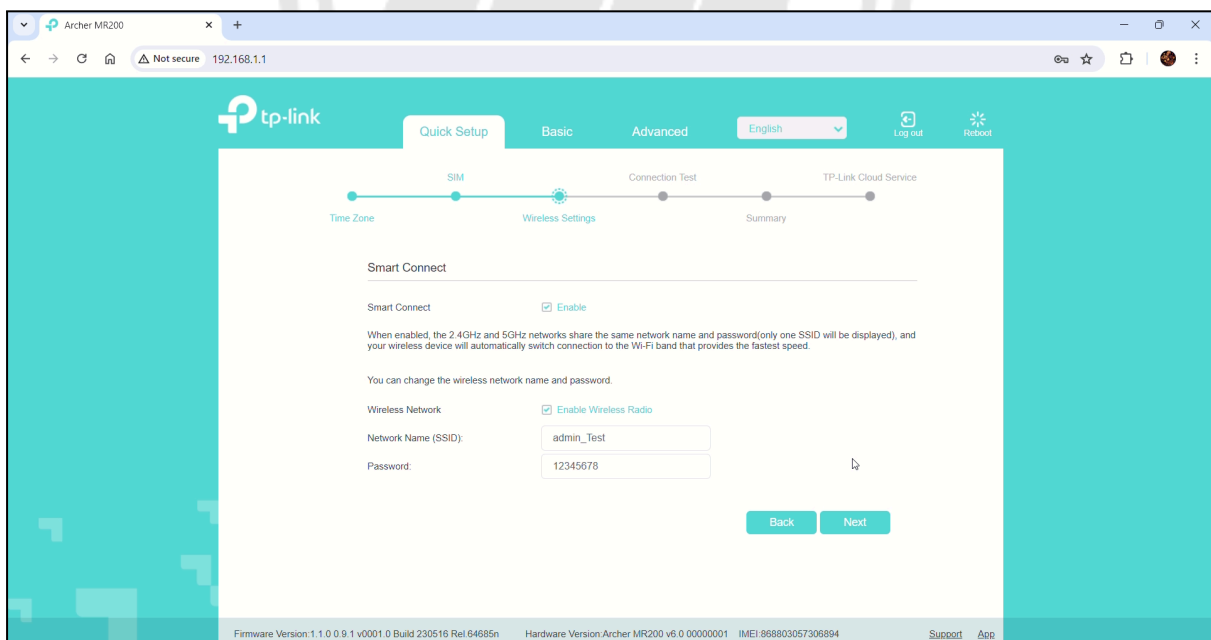 Archer MR200
Not secure 192.168.1.1
tp-link
Quick Setup Basic Advanced English Log out Reboot
SIM Connection Test TP-Link Cloud Service
Time Zone Wireless Settings Summary
Smart Connect
Smart Connect Enable
When enabled, the 2.4GHz and 5GHz networks share the same network name and password(only one SSID will be displayed), and
your wireless device will automatically switch connection to the Wi-Fi band that provides the fastest speed.
You can change the wireless network name and password.
Wireless Network Enable Wireless Radio
Network Name (SSID): admin_Test
Password: 12345678
Back Next
Firmware Version:1.1.0 0.9.1 v0001.0 Build 230516 Rel.64685n Hardware Version:Archer MR200 v6.0 00000001 IMEI:868803057306894 Support App